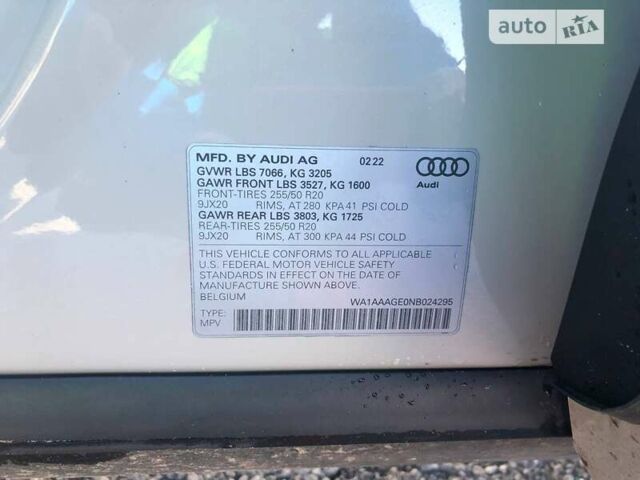 auto RIA
MFD. BY AUDI AG 02 22
GVWR LBS 7066, KG 3205
GAWR FRONT LBS 3527, KG 1600
FRONT-TIRES 255/50 R20
9JX20 RIMS, AT 280 KPA 41 PSI COLD
GAWR REAR LBS 3803, KG 1725
REAR-TIRES 255/50 R20
9JX20 RIMS, AT 300 KPA 44 PSI COLD
Audi
THIS VEHICLE CONFORMS TO ALL APPLICABLE
U.S. FEDERAL MOTOR VEHICLE SAFETY
STANDARDS IN EFFECT ON THE DATE OF
MANUFACTURE SHOWN ABOVE.
BELGIUM WA1AAAGE0NB024295
TYPE:
MPV